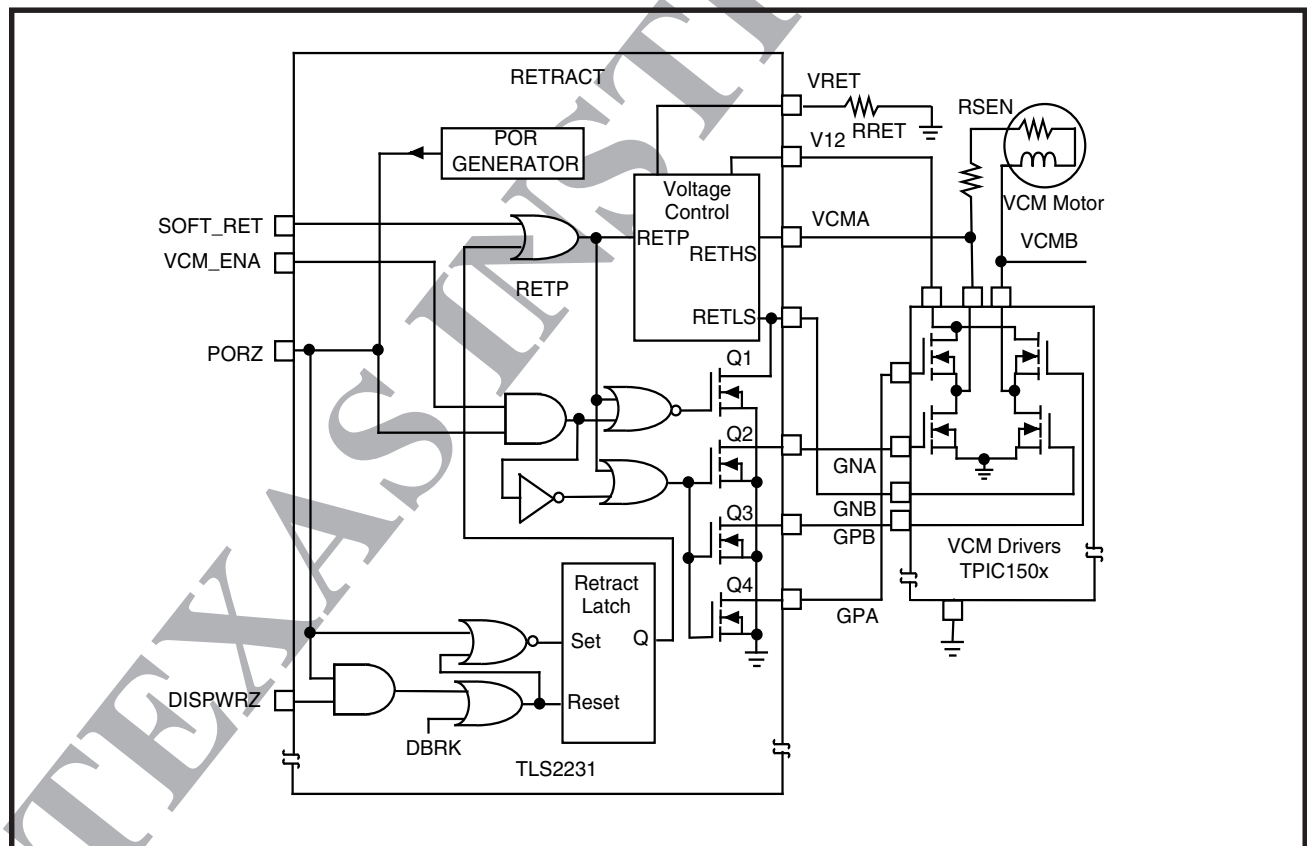 RETRACT
VRET
RSEN
POR
GENERATOR
RRET
V12
Voltage
Control
VCM Motor
SOFT_RET
VCMA
VCMB
RETP
RETHS
VCM_ENA
RETP
RETLS
PORZ
Q1
Q2
GNA
GNB
Q3
GPB
VCM Drivers
TPIC150x
Retract
Latch
Q4
GPA
Set
Q
DISPWRZ
Reset
DBRK
TLS2231
TEXAS INSTI